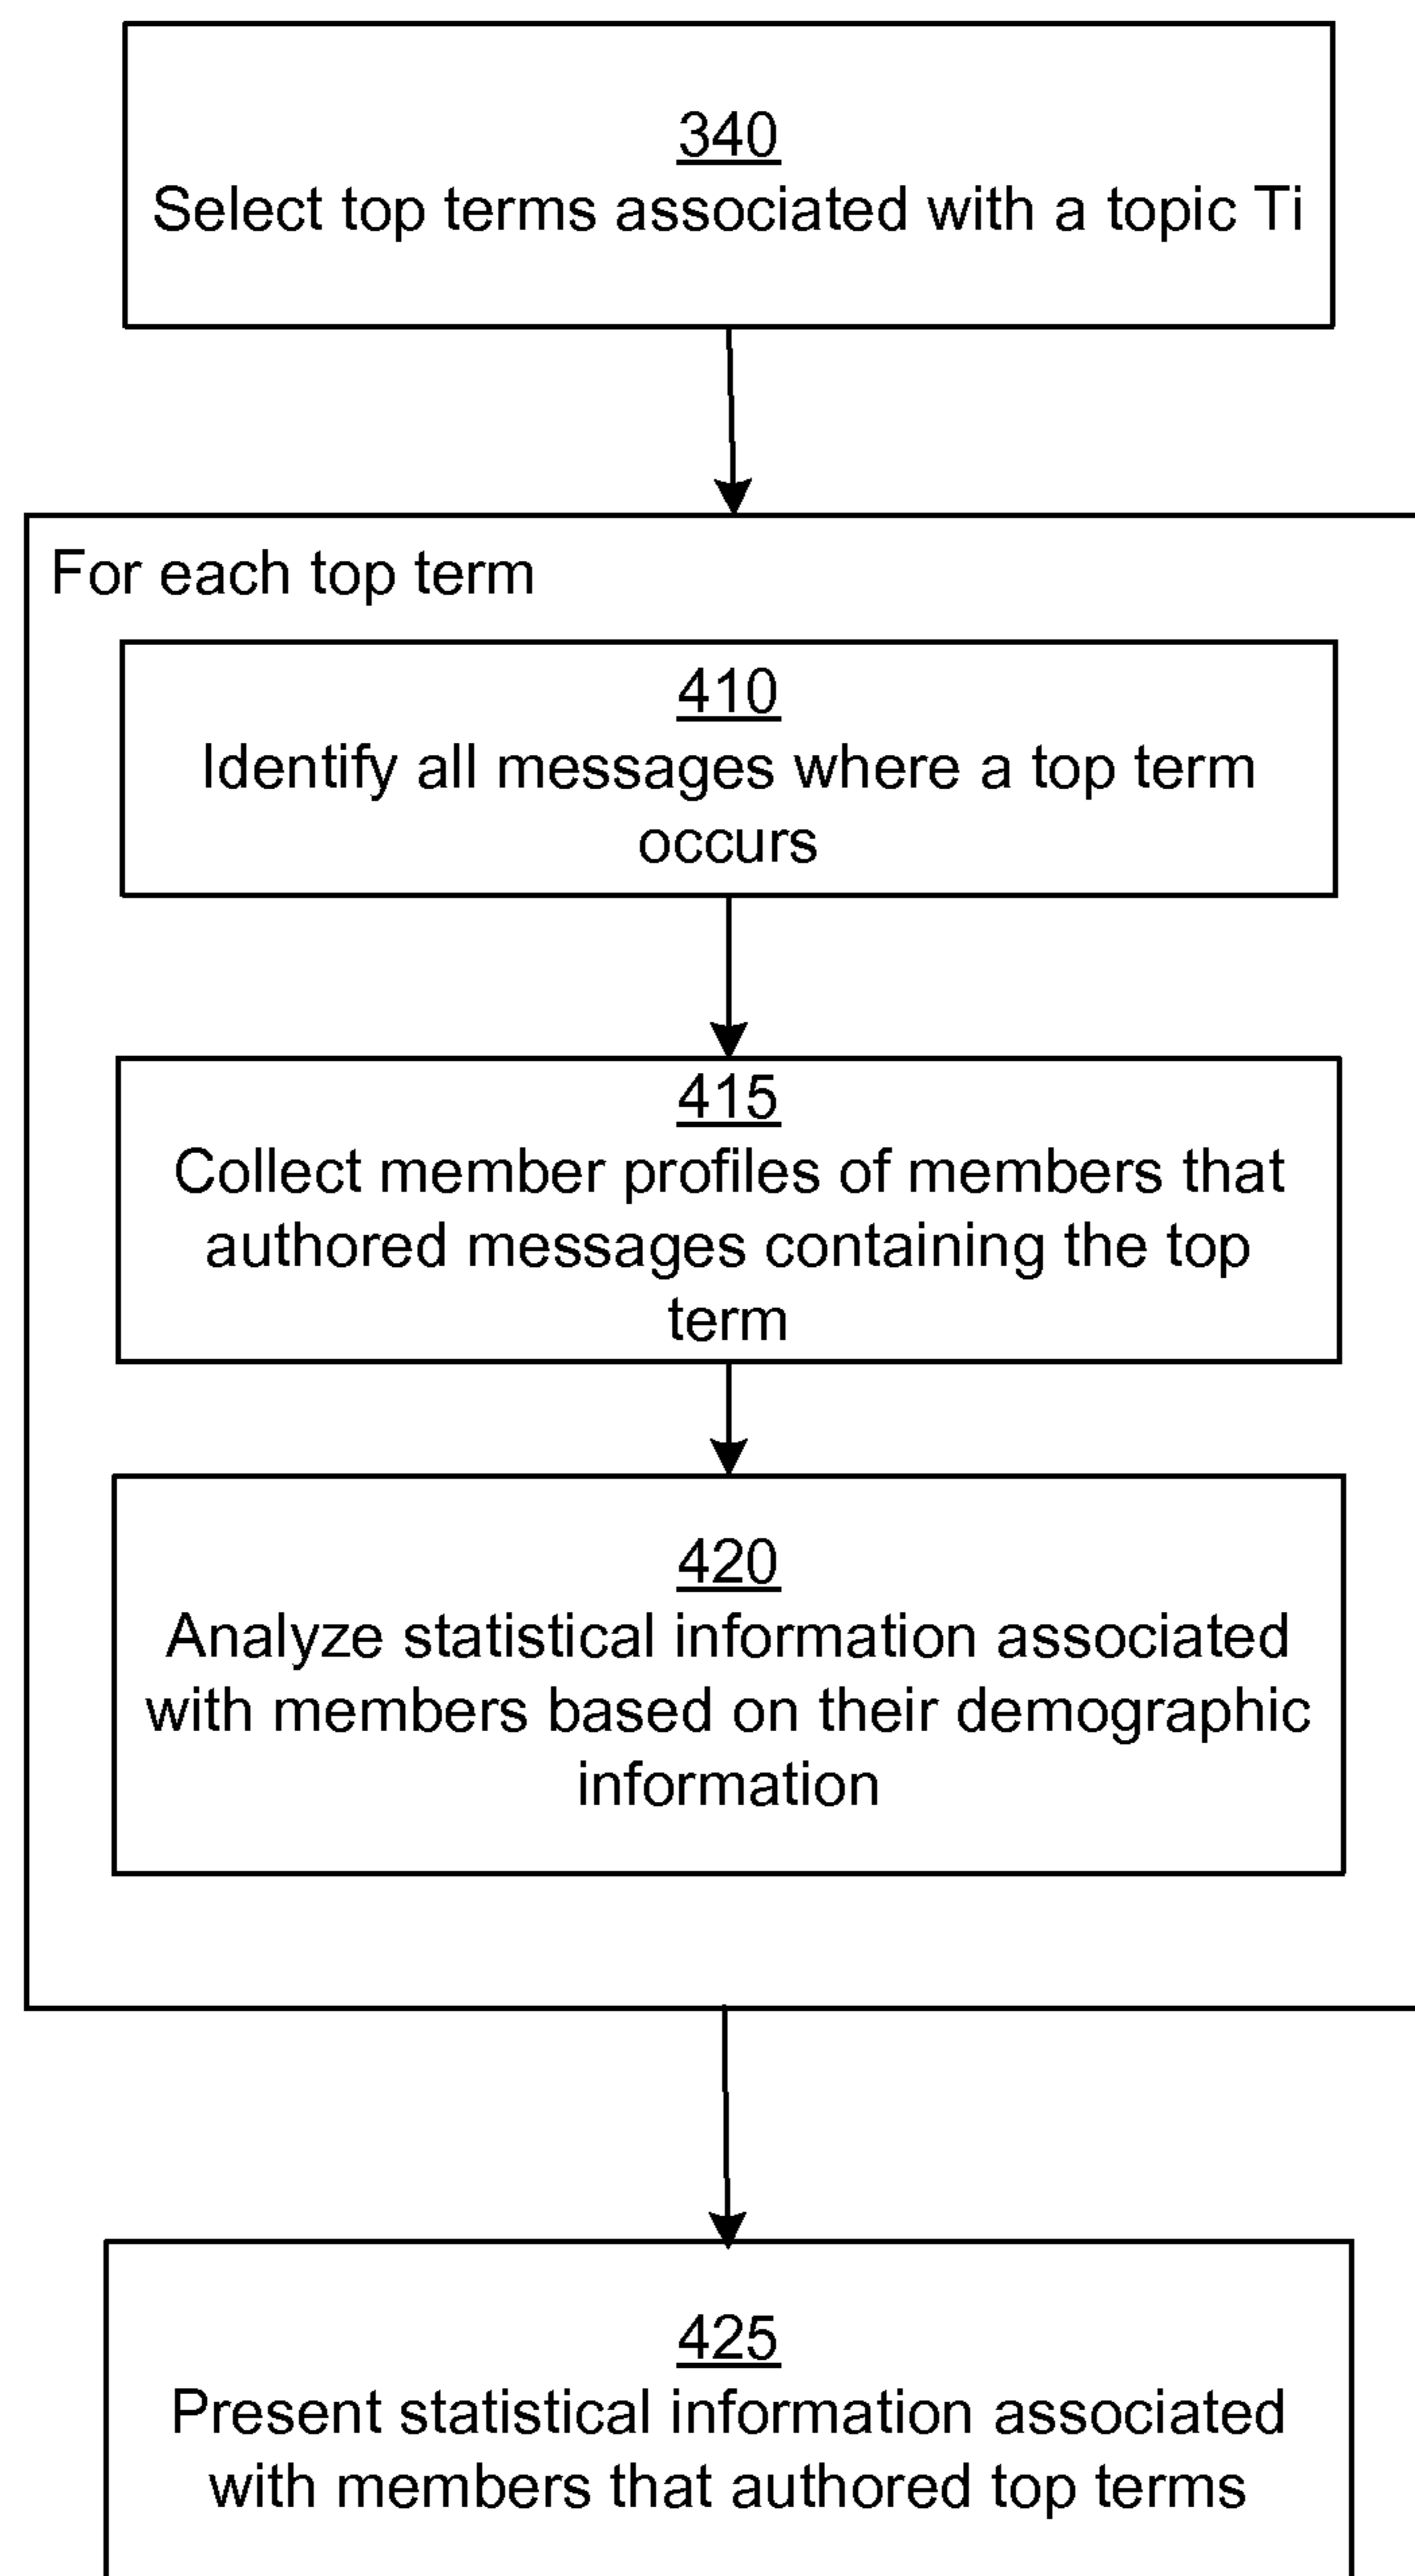 340
Select top terms associated with a topic Ti
For each top term
410
Identify all messages where a top term
occurs
415
Collect member profiles of members that
authored messages containing the top
term
420
Analyze statistical information associated
with members based on their demographic
information
425
Present statistical information associated
with members that authored top terms